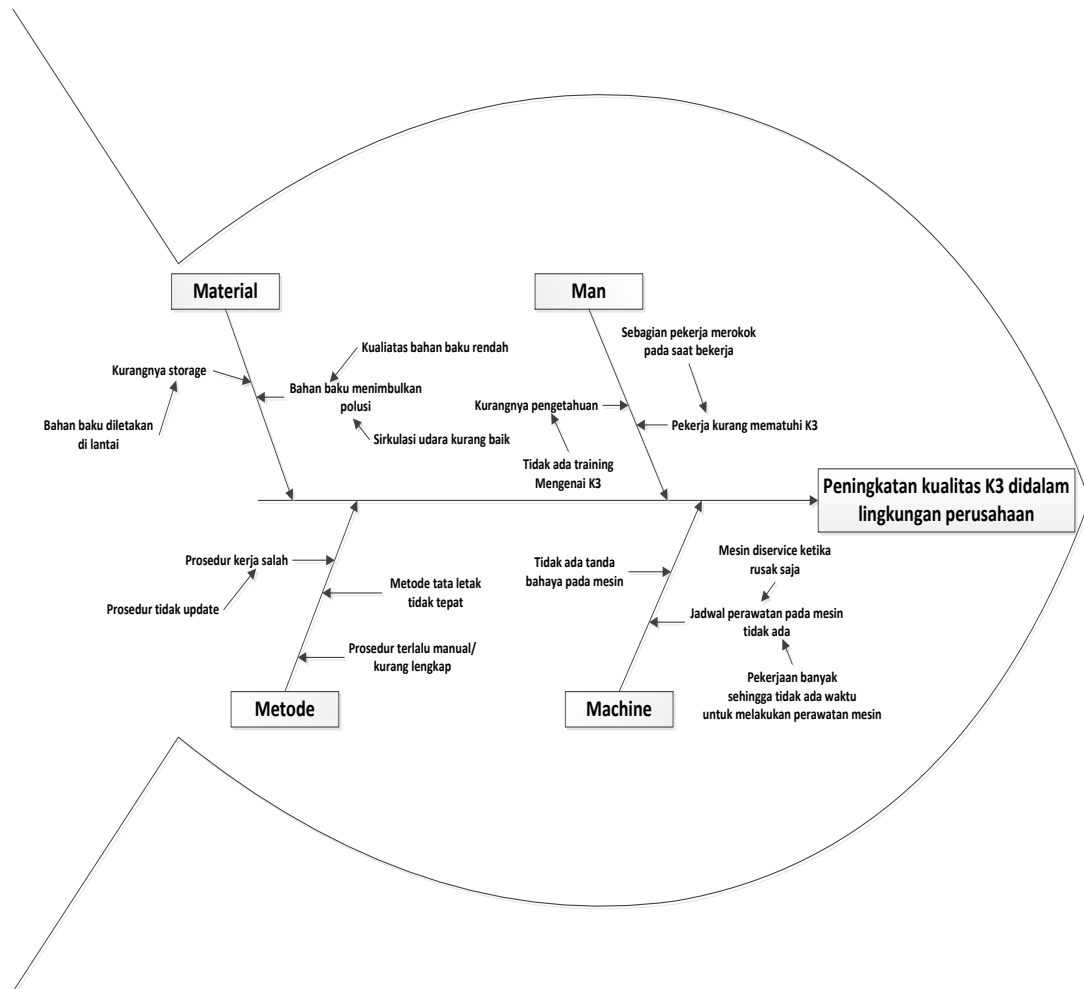 Material
Man
Sebagian pekerja merokok
pada saat bekerja
Kualiatas bahan baku rendah
Kurangnya storage
Bahan baku menimbulkan
polusi
Kurangnya pengetahuan
Pekerja kurang mematuhi K3
Bahan baku diletakan
di lantai
Sirkulasi udara kurang baik
Tidak ada training
Mengenai K3
Peningkatan kualitas K3 didalam
lingkungan perusahaan
Prosedur kerja salah
Metode tata letak
tidak tepat
Prosedur tidak update
Prosedur terlalu manual/
kurang lengkap
Tidak ada tanda
bahaya pada mesin
Mesin diservice ketika
rusak saja
Jadwal perawatan pada mesin
tidak ada
Pekerjaan banyak
sehingga tidak ada waktu
untuk melakukan perawatan mesin
Metode
Machine